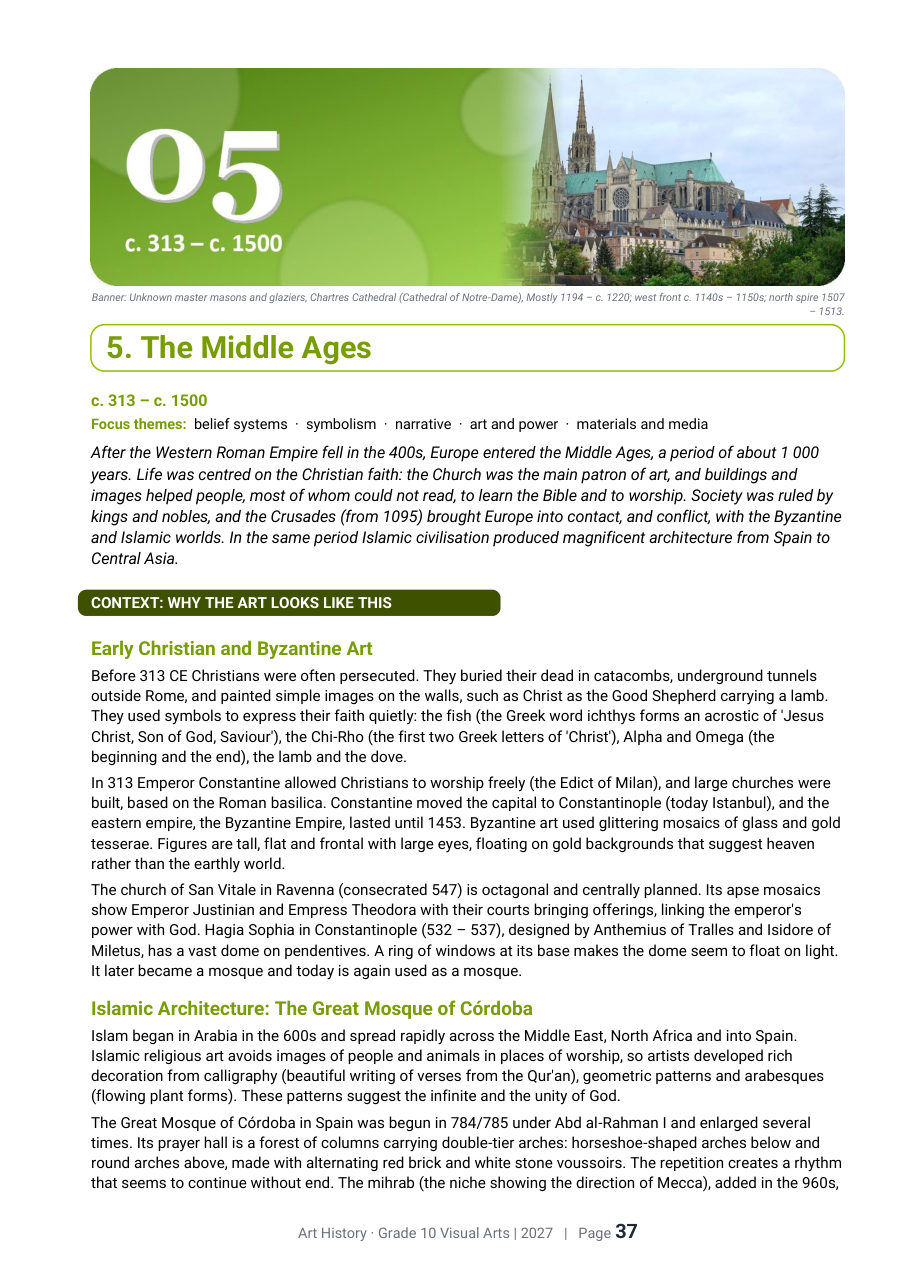 05
c. 313 – c. 1500
Banner: Unknown master masons and glaziers, Chartres Cathedral (Cathedral of Notre-Dame), Mostly 1194 – c. 1220; west front c. 1140s – 1150s; north spire 1507
– 1513.
5. The Middle Ages
c. 313 – c. 1500
Focus themes: belief systems · symbolism · narrative · art and power · materials and media
After the Western Roman Empire fell in the 400s, Europe entered the Middle Ages, a period of about 1 000
years. Life was centred on the Christian faith: the Church was the main patron of art, and buildings and
images helped people, most of whom could not read, to learn the Bible and to worship. Society was ruled by
kings and nobles, and the Crusades (from 1095) brought Europe into contact, and conflict, with the Byzantine
and Islamic worlds. In the same period Islamic civilisation produced magnificent architecture from Spain to
Central Asia.
CONTEXT: WHY THE ART LOOKS LIKE THIS
Early Christian and Byzantine Art
Before 313 CE Christians were often persecuted. They buried their dead in catacombs, underground tunnels
outside Rome, and painted simple images on the walls, such as Christ as the Good Shepherd carrying a lamb.
They used symbols to express their faith quietly: the fish (the Greek word ichthys forms an acrostic of 'Jesus
Christ, Son of God, Saviour'), the Chi-Rho (the first two Greek letters of 'Christ'), Alpha and Omega (the
beginning and the end), the lamb and the dove.
In 313 Emperor Constantine allowed Christians to worship freely (the Edict of Milan), and large churches were
built, based on the Roman basilica. Constantine moved the capital to Constantinople (today Istanbul), and the
eastern empire, the Byzantine Empire, lasted until 1453. Byzantine art used glittering mosaics of glass and gold
tesserae. Figures are tall, flat and frontal with large eyes, floating on gold backgrounds that suggest heaven
rather than the earthly world.
The church of San Vitale in Ravenna (consecrated 547) is octagonal and centrally planned. Its apse mosaics
show Emperor Justinian and Empress Theodora with their courts bringing offerings, linking the emperor's
power with God. Hagia Sophia in Constantinople (532 – 537), designed by Anthemius of Tralles and Isidore of
Miletus, has a vast dome on pendentives. A ring of windows at its base makes the dome seem to float on light.
It later became a mosque and today is again used as a mosque.
Islamic Architecture: The Great Mosque of Córdoba
Islam began in Arabia in the 600s and spread rapidly across the Middle East, North Africa and into Spain.
Islamic religious art avoids images of people and animals in places of worship, so artists developed rich
decoration from calligraphy (beautiful writing of verses from the Qur'an), geometric patterns and arabesques
(flowing plant forms). These patterns suggest the infinite and the unity of God.
The Great Mosque of Córdoba in Spain was begun in 784/785 under Abd al-Rahman I and enlarged several
times. Its prayer hall is a forest of columns carrying double-tier arches: horseshoe-shaped arches below and
round arches above, made with alternating red brick and white stone voussoirs. The repetition creates a rhythm
that seems to continue without end. The mihrab (the niche showing the direction of Mecca), added in the 960s,
Art History · Grade 10 Visual Arts | 2027 | Page 37